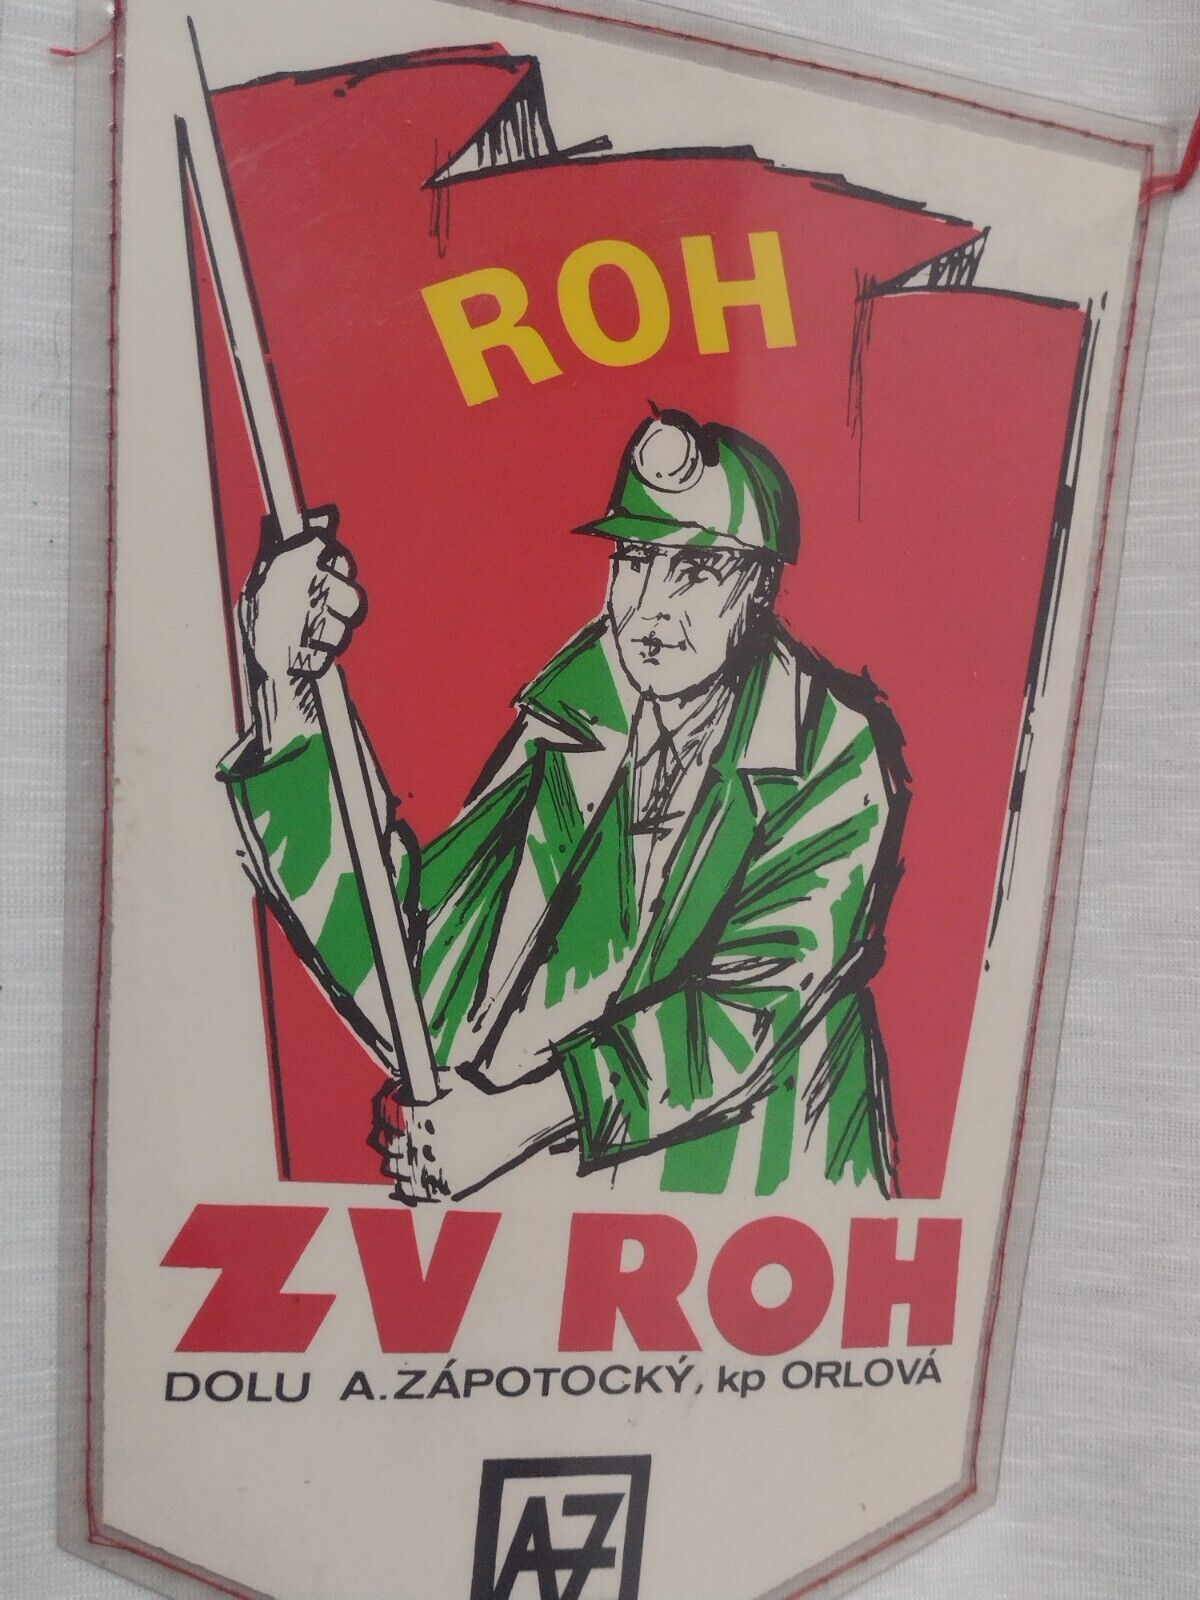 ROH
ZV ROH
DOLU A. ZÁPOTOCKÝ, kp ORLOVÁ
AZ